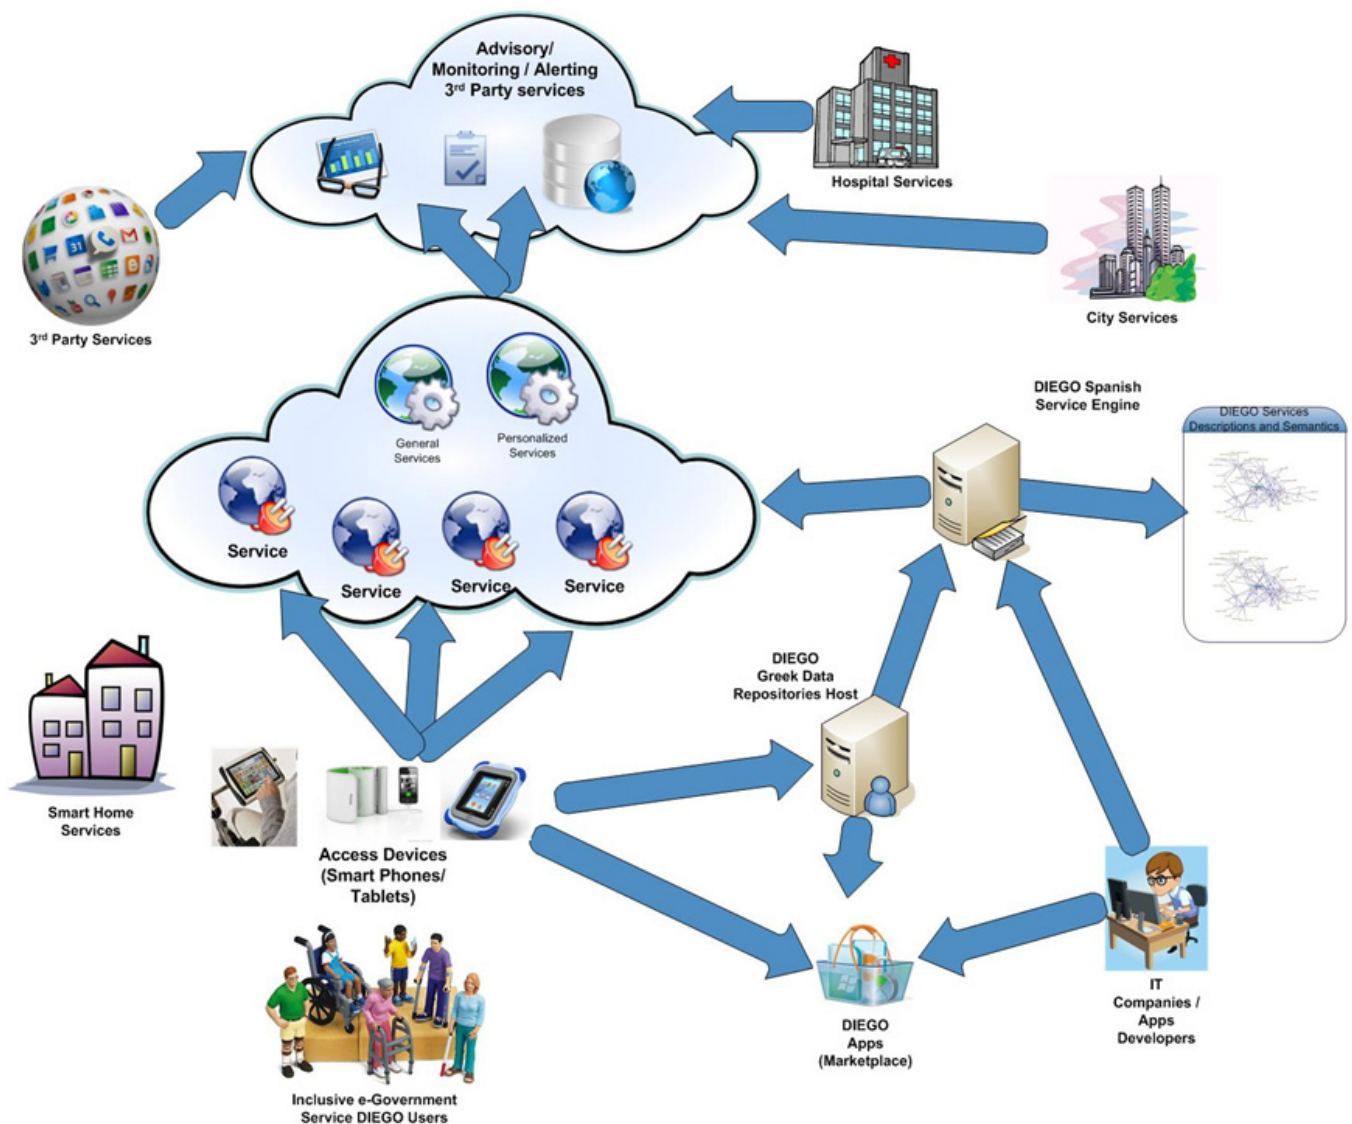 Advisory/
Monitoring / Alerting
3rd Party services
Hospital Services
31
3rd Party Services
City Services
General
Services
Personalized
Services
DIEGO Spanish
Service Engine
DIEGO Services
Descriptions and Semantics
Service
Service
Service
Service
DIEGO
Greek Data
Repositories Host
Smart Home
Services
Access Devices
(Smart Phones/
Tablets)
IT
Companies /
Apps
Developers
DIEGO
Apps
(Marketplace)
Inclusive e-Government
Service DIEGO Users